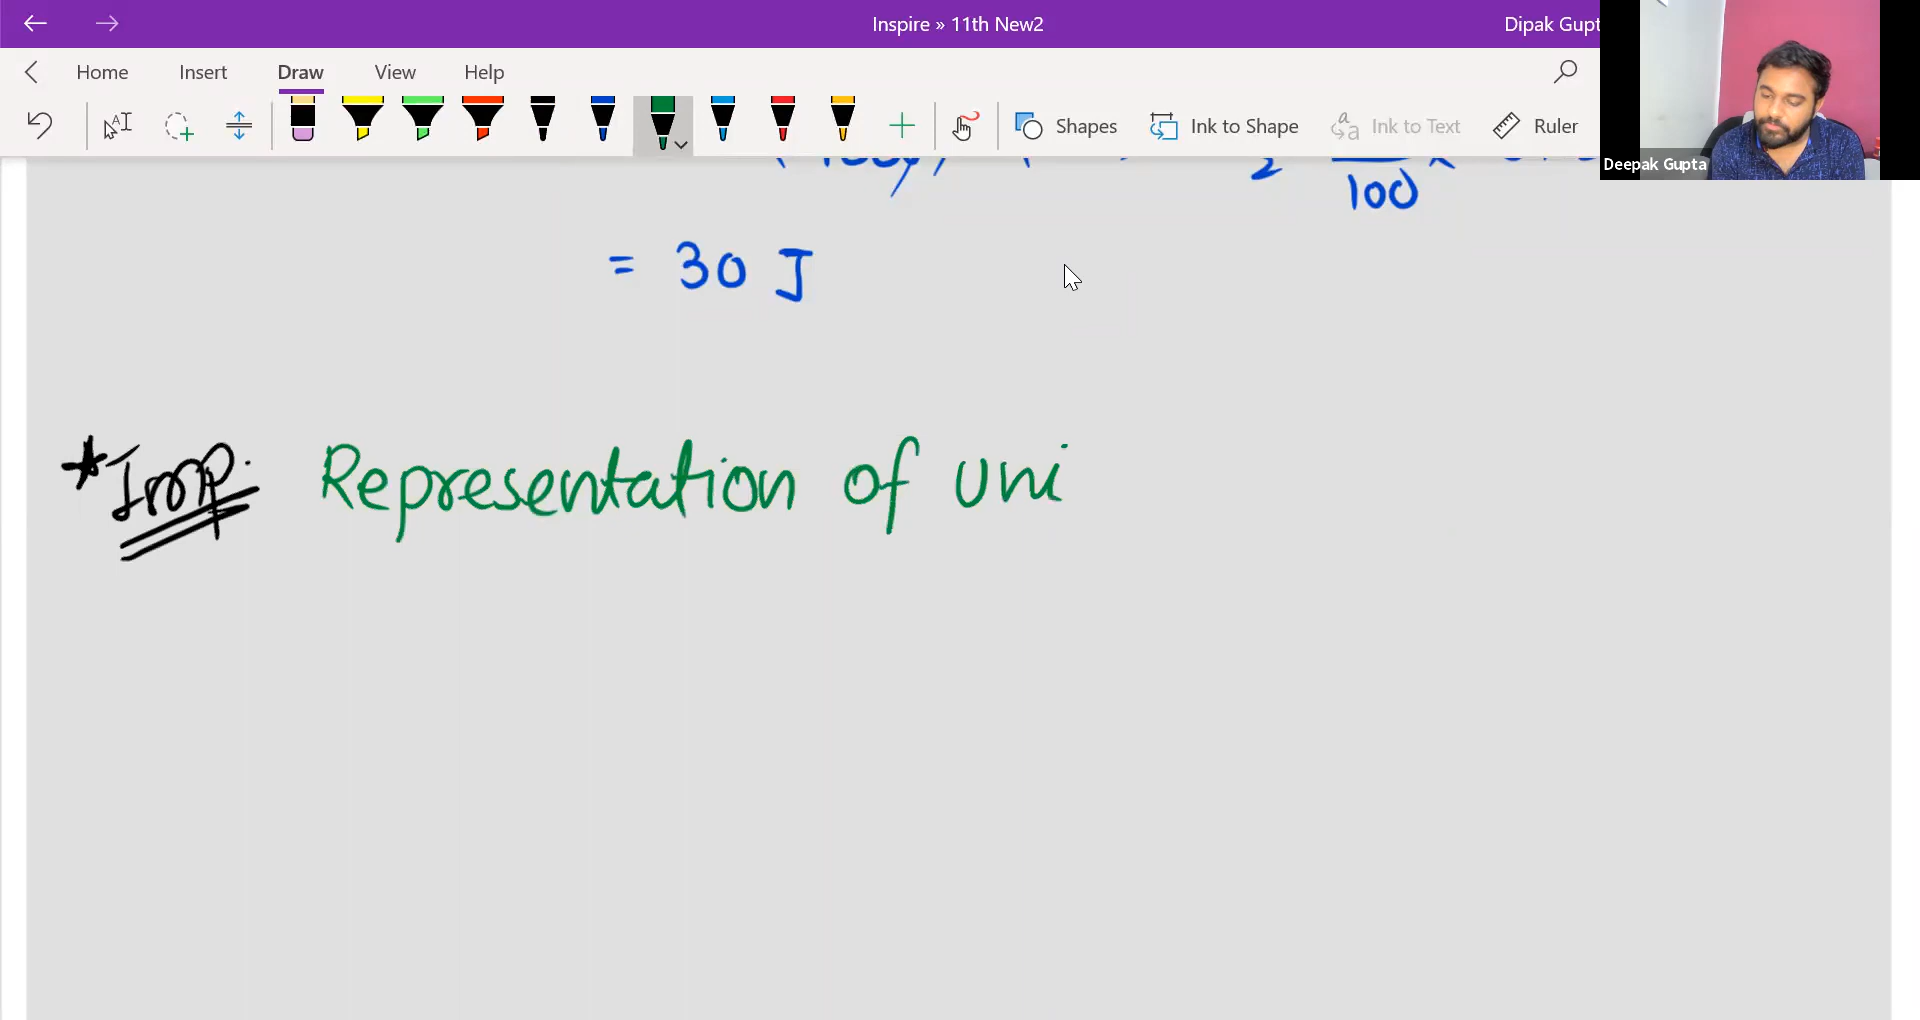 Inspire » 11th New2
Dipak Gupt
Home Insert Draw View Help
Shapes Ink to Shape Ink to Text Ruler
Deepak Gupta
2 100
= 30 J
*Imp. Representation of uni